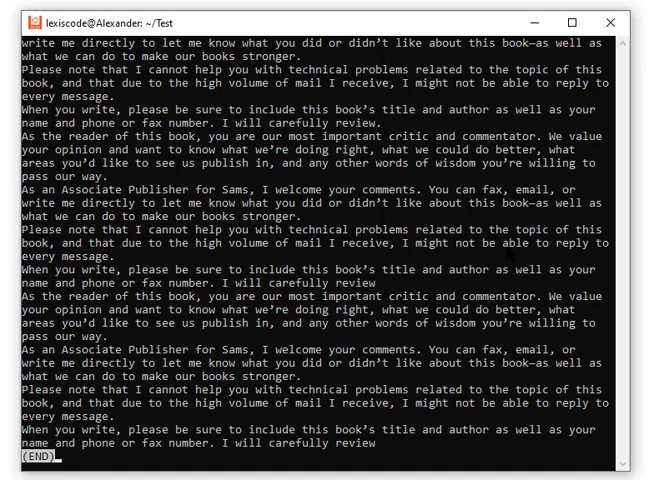 lexiscode@Alexander: ~/Test
write me directly to let me know what you did or didn’t like about this book—as well as
what we can do to make our books stronger.
Please note that I cannot help you with technical problems related to the topic of this
book, and that due to the high volume of mail I receive, I might not be able to reply to
every message.
When you write, please be sure to include this book’s title and author as well as your
name and phone or fax number. I will carefully review.
As the reader of this book, you are our most important critic and commentator. We value
your opinion and want to know what we’re doing right, what we could do better, what
areas you’d like to see us publish in, and any other words of wisdom you’re willing to
pass our way.
As an Associate Publisher for Sams, I welcome your comments. You can fax, email, or
write me directly to let me know what you did or didn’t like about this book—as well as
what we can do to make our books stronger.
Please note that I cannot help you with technical problems related to the topic of this
book, and that due to the high volume of mail I receive, I might not be able to reply to
every message.
When you write, please be sure to include this book’s title and author as well as your
name and phone or fax number. I will carefully review
As the reader of this book, you are our most important critic and commentator. We value
your opinion and want to know what we’re doing right, what we could do better, what
areas you’d like to see us publish in, and any other words of wisdom you’re willing to
pass our way.
As an Associate Publisher for Sams, I welcome your comments. You can fax, email, or
write me directly to let me know what you did or didn’t like about this book—as well as
what we can do to make our books stronger.
Please note that I cannot help you with technical problems related to the topic of this
book, and that due to the high volume of mail I receive, I might not be able to reply to
every message.
When you write, please be sure to include this book’s title and author as well as your
name and phone or fax number. I will carefully review
(END)